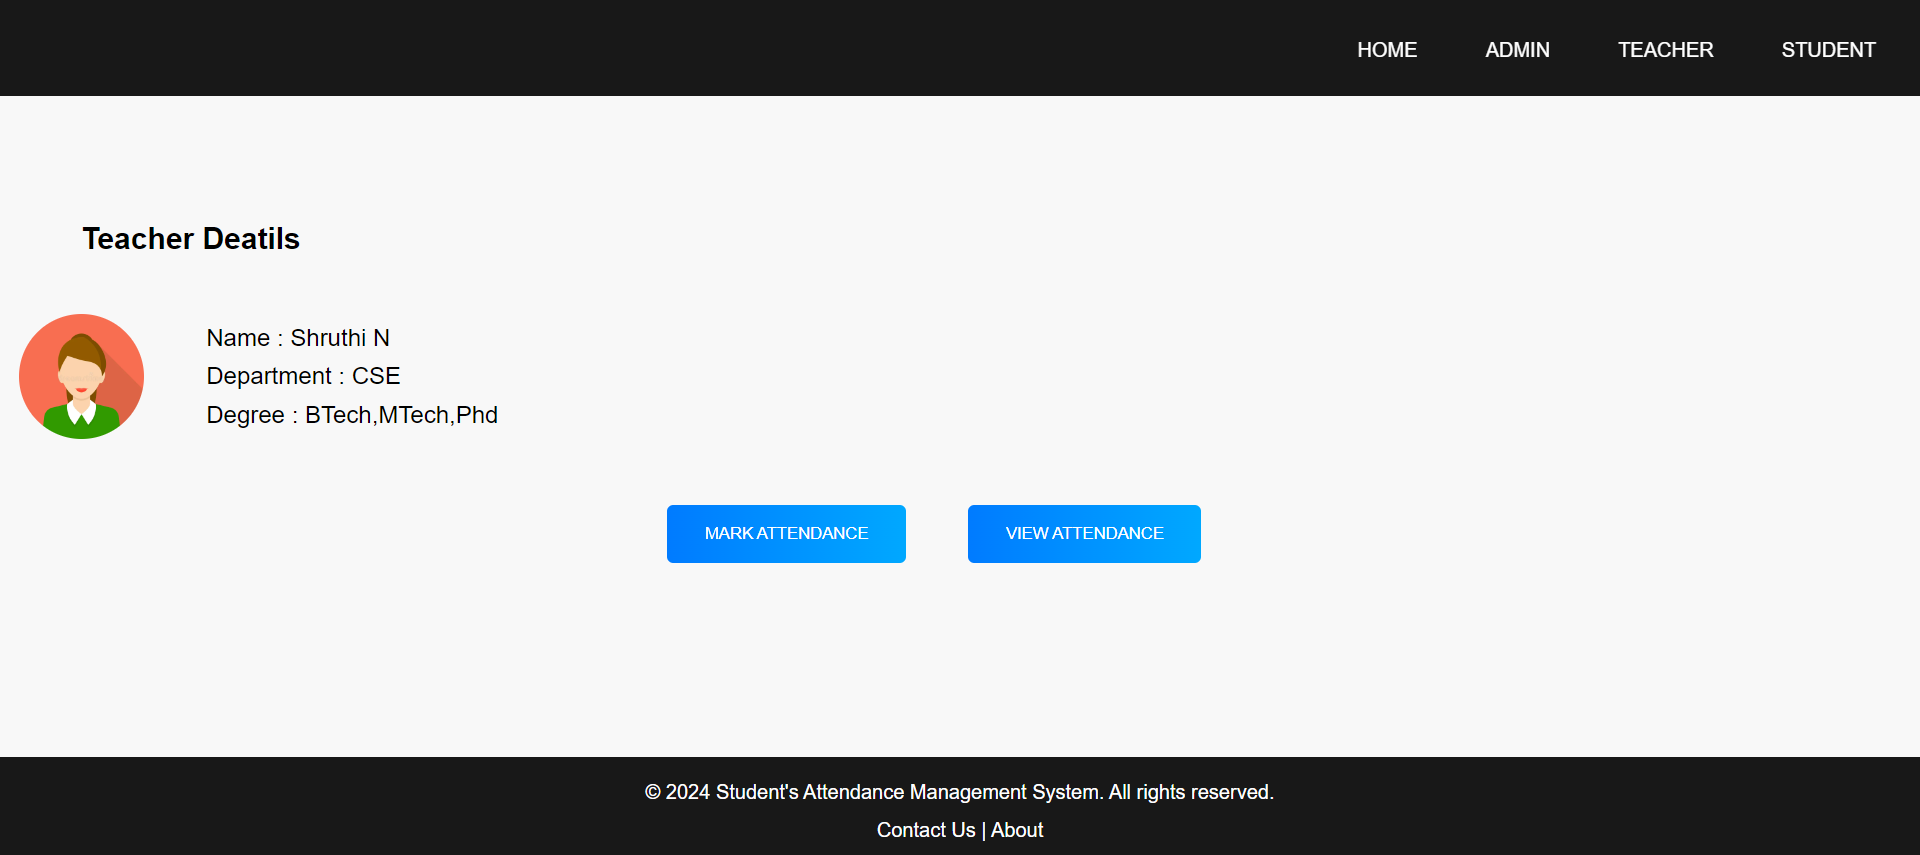 HOME ADMIN TEACHER STUDENT
Teacher Deatils
Name : Shruthi N
Department : CSE
Degree : BTech,MTech,Phd
MARK ATTENDANCE VIEW ATTENDANCE
© 2024 Student's Attendance Management System. All rights reserved.
Contact Us | About